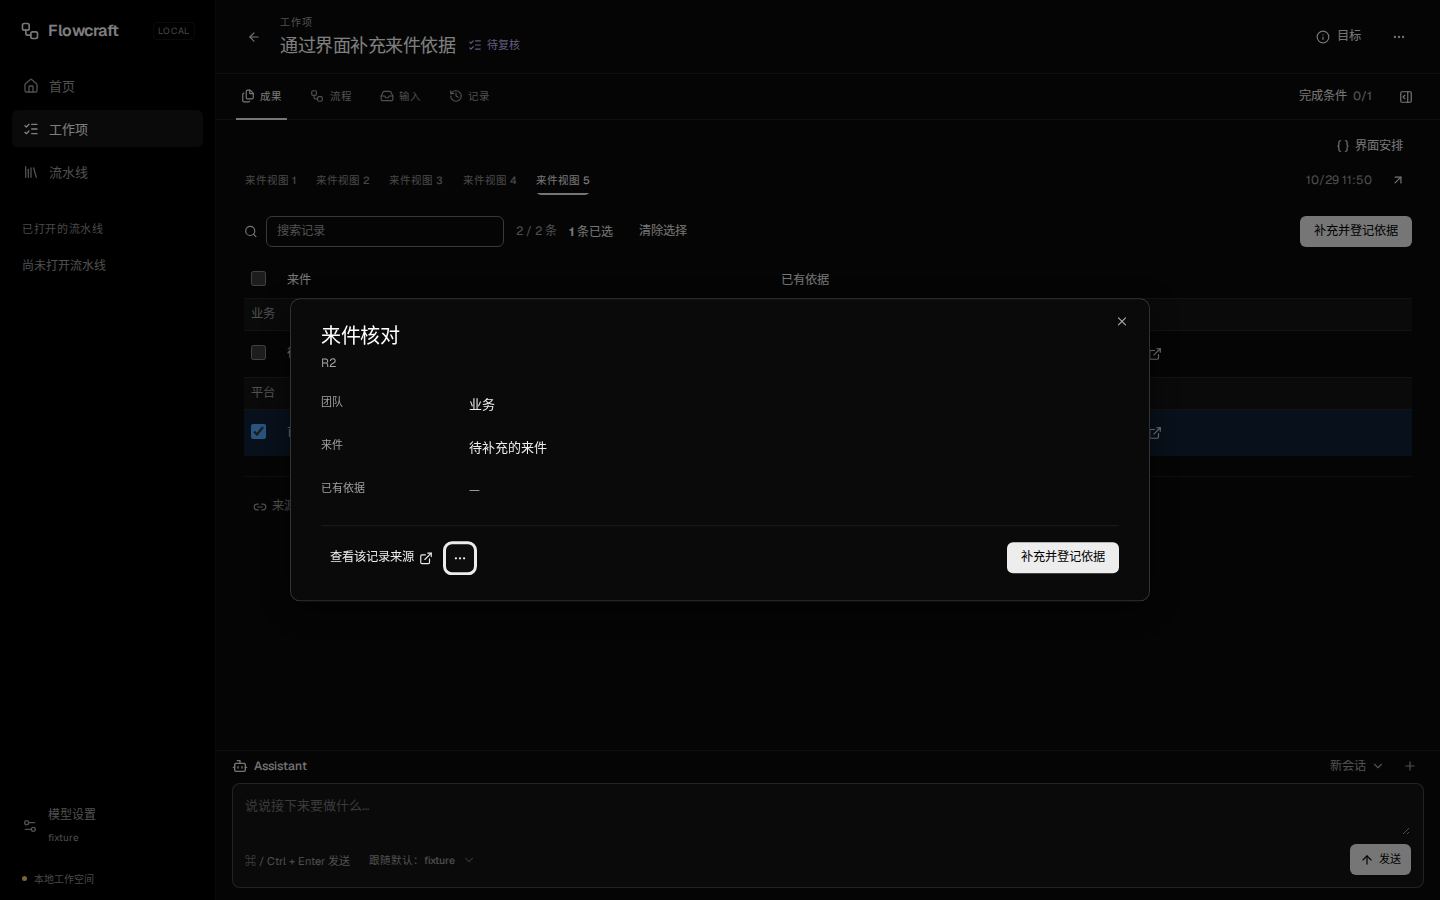 Flowcraft LOCAL
首页
工作项
流水线
已打开的流水线
尚未打开流水线
模型设置
fixture
本地工作空间
工作项
通过界面补充来件依据 待复核
目标
成果 流程 输入 记录
完成条件 0/1
{ } 界面安排
来件视图 1 来件视图 2 来件视图 3 来件视图 4 来件视图 5
10/29 11:50
搜索记录 2 / 2 条 1 条已选 清除选择 补充并登记依据
来件 已有依据
业务
平台
来件核对
R2
团队 业务
来件 待补充的来件
已有依据 —
查看该记录来源 补充并登记依据
Assistant 新会话
说说接下来要做什么...
⌘ / Ctrl + Enter 发送 跟随默认: fixture 发送